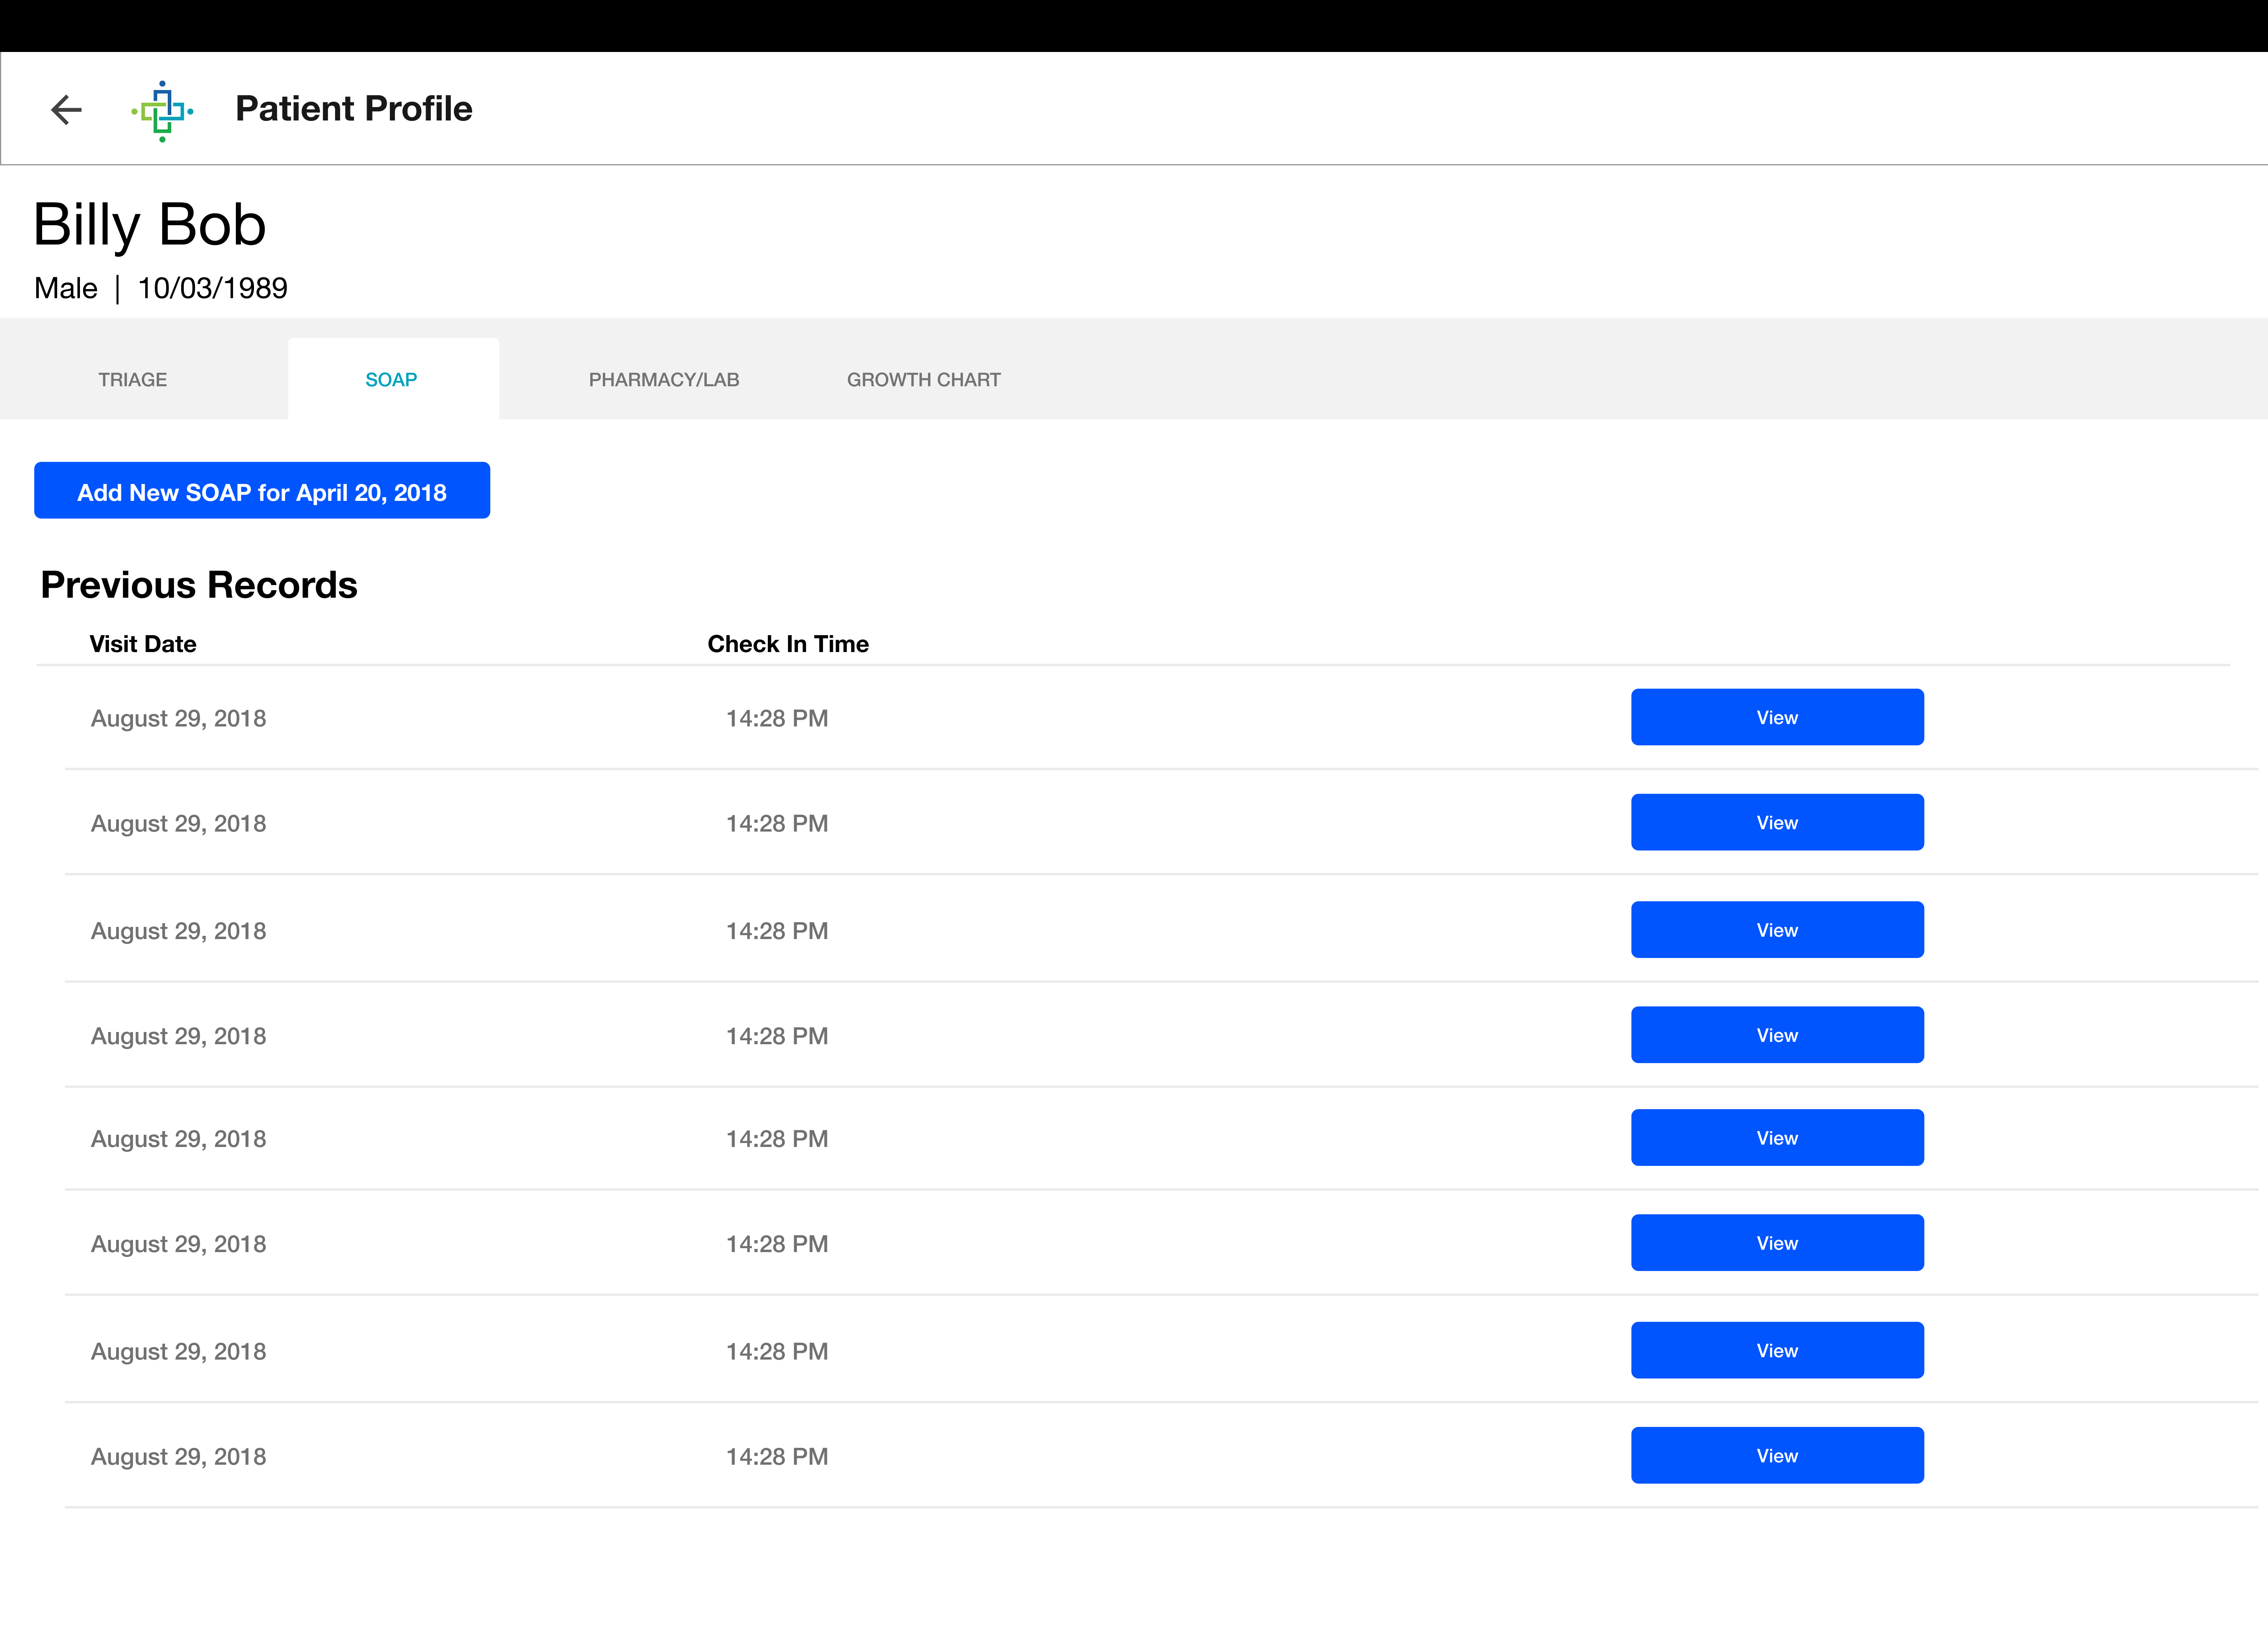 Patient Profile
Billy Bob
Male | 10/03/1989
TRIAGE SOAP PHARMACY/LAB GROWTH CHART
Add New SOAP for April 20, 2018
Previous Records
Visit Date Check In Time
August 29, 2018 14:28 PM View
August 29, 2018 14:28 PM View
August 29, 2018 14:28 PM View
August 29, 2018 14:28 PM View
August 29, 2018 14:28 PM View
August 29, 2018 14:28 PM View
August 29, 2018 14:28 PM View
August 29, 2018 14:28 PM View